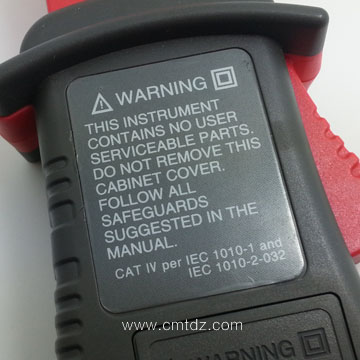 WARNING
THIS INSTRUMENT
CONTAINS NO USER
SERVICEABLE PARTS.
DO NOT REMOVE THIS
CABINET COVER.
FOLLOW ALL
SAFEGUARDS
SUGGESTED IN THE
MANUAL.
CAT IV per IEC 1010-1 and
IEC 1010-2-032
www.cmtdz.com
WARNING